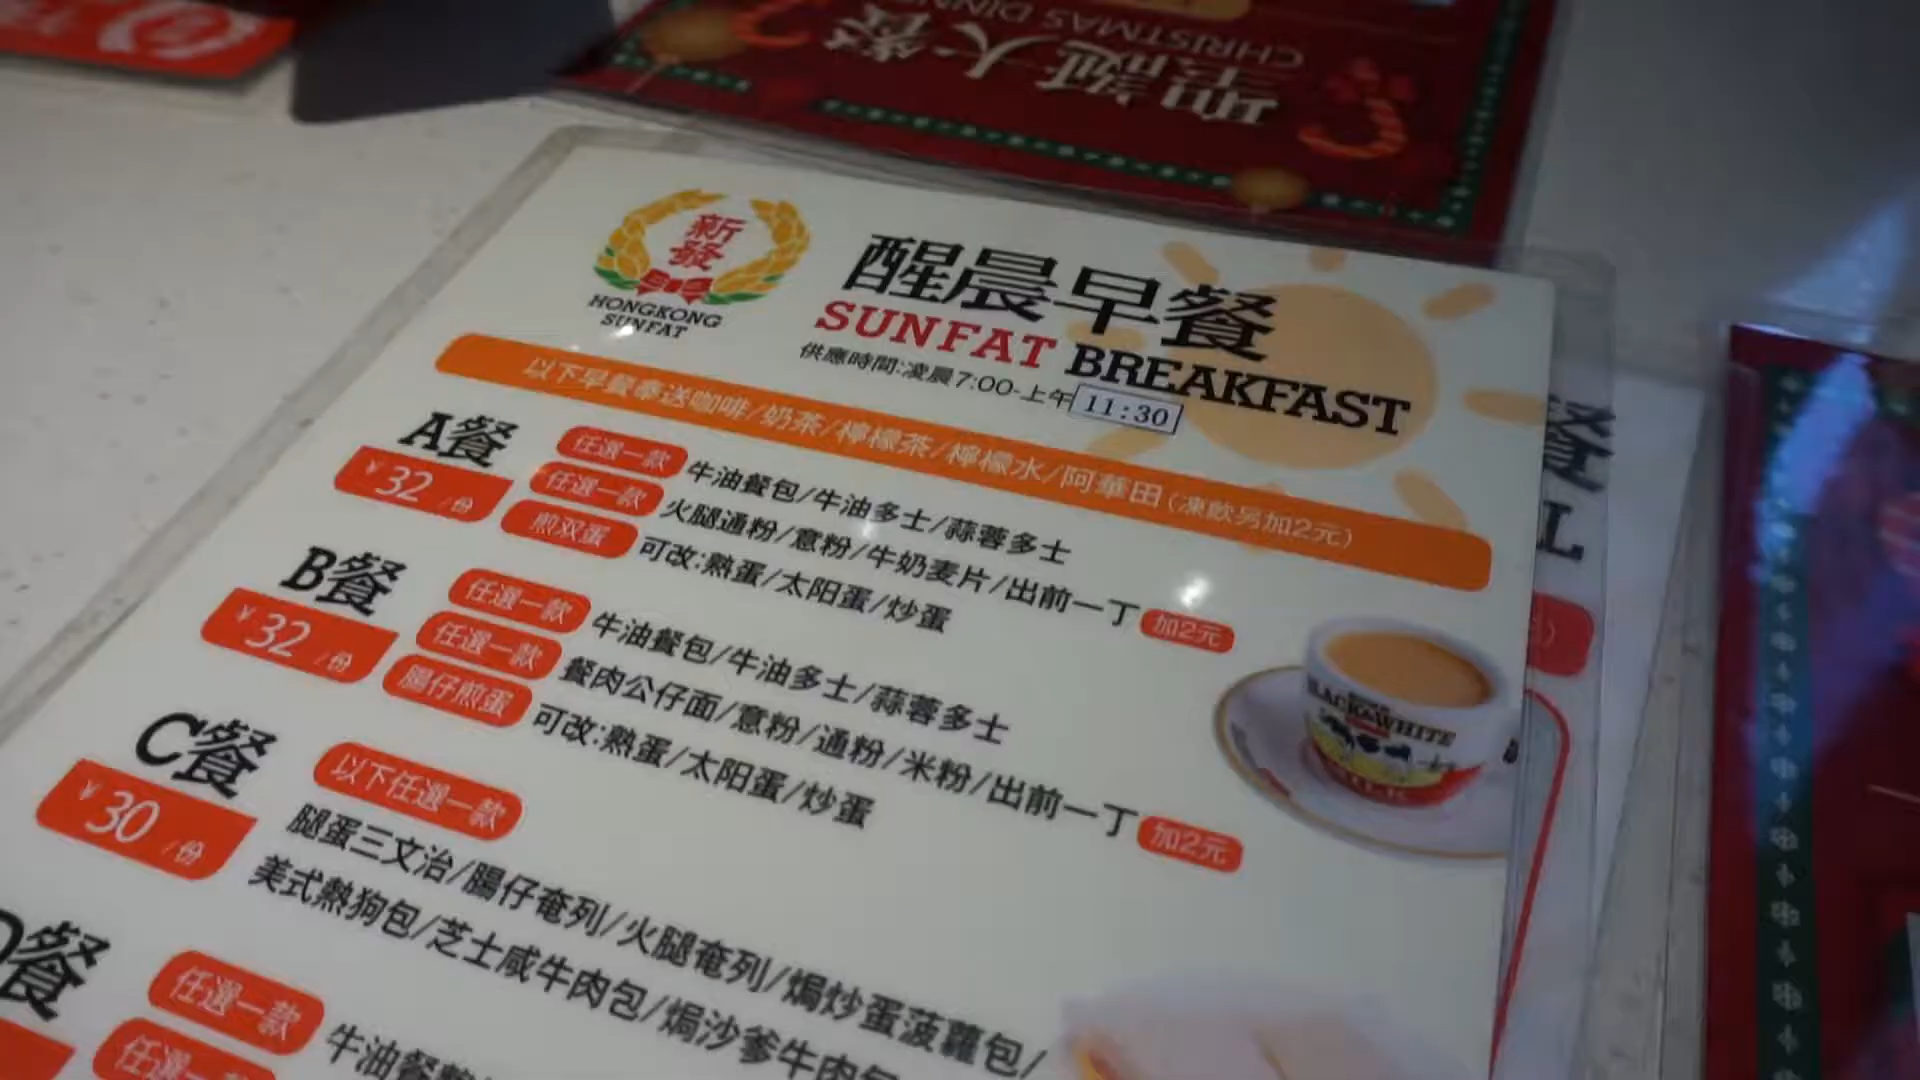 聖誕大餐
CHRISTMAS DINNER
新發
HONGKONG
SUNFAT
醒晨早餐
SUNFAT BREAKFAST
供應時間:凌晨7:00-上午11:30
以下早餐奉送咖啡/奶茶/檸檬茶/檸檬水/阿華田(凍飲另加2元)
A餐
¥32/份
任選一款 牛油餐包/牛油多士/蒜蓉多士
任選一款 火腿通粉/意粉/牛奶麦片/出前一丁 加2元
煎双蛋 可改:熟蛋/太阳蛋/炒蛋
B餐
¥32/份
任選一款 牛油餐包/牛油多士/蒜蓉多士
任選一款 餐肉公仔面/意粉/通粉/米粉/出前一丁 加2元
腸仔煎蛋 可改:熟蛋/太阳蛋/炒蛋
C餐
¥30/份
以下任選一款
腿蛋三文治/腸仔奄列/火腿奄列/焗炒蛋菠蘿包/
美式熱狗包/芝士咸牛肉包/焗沙爹牛肉包
D餐
任選一款 牛油餐
任選一款
BLACK&WHITE
餐
L